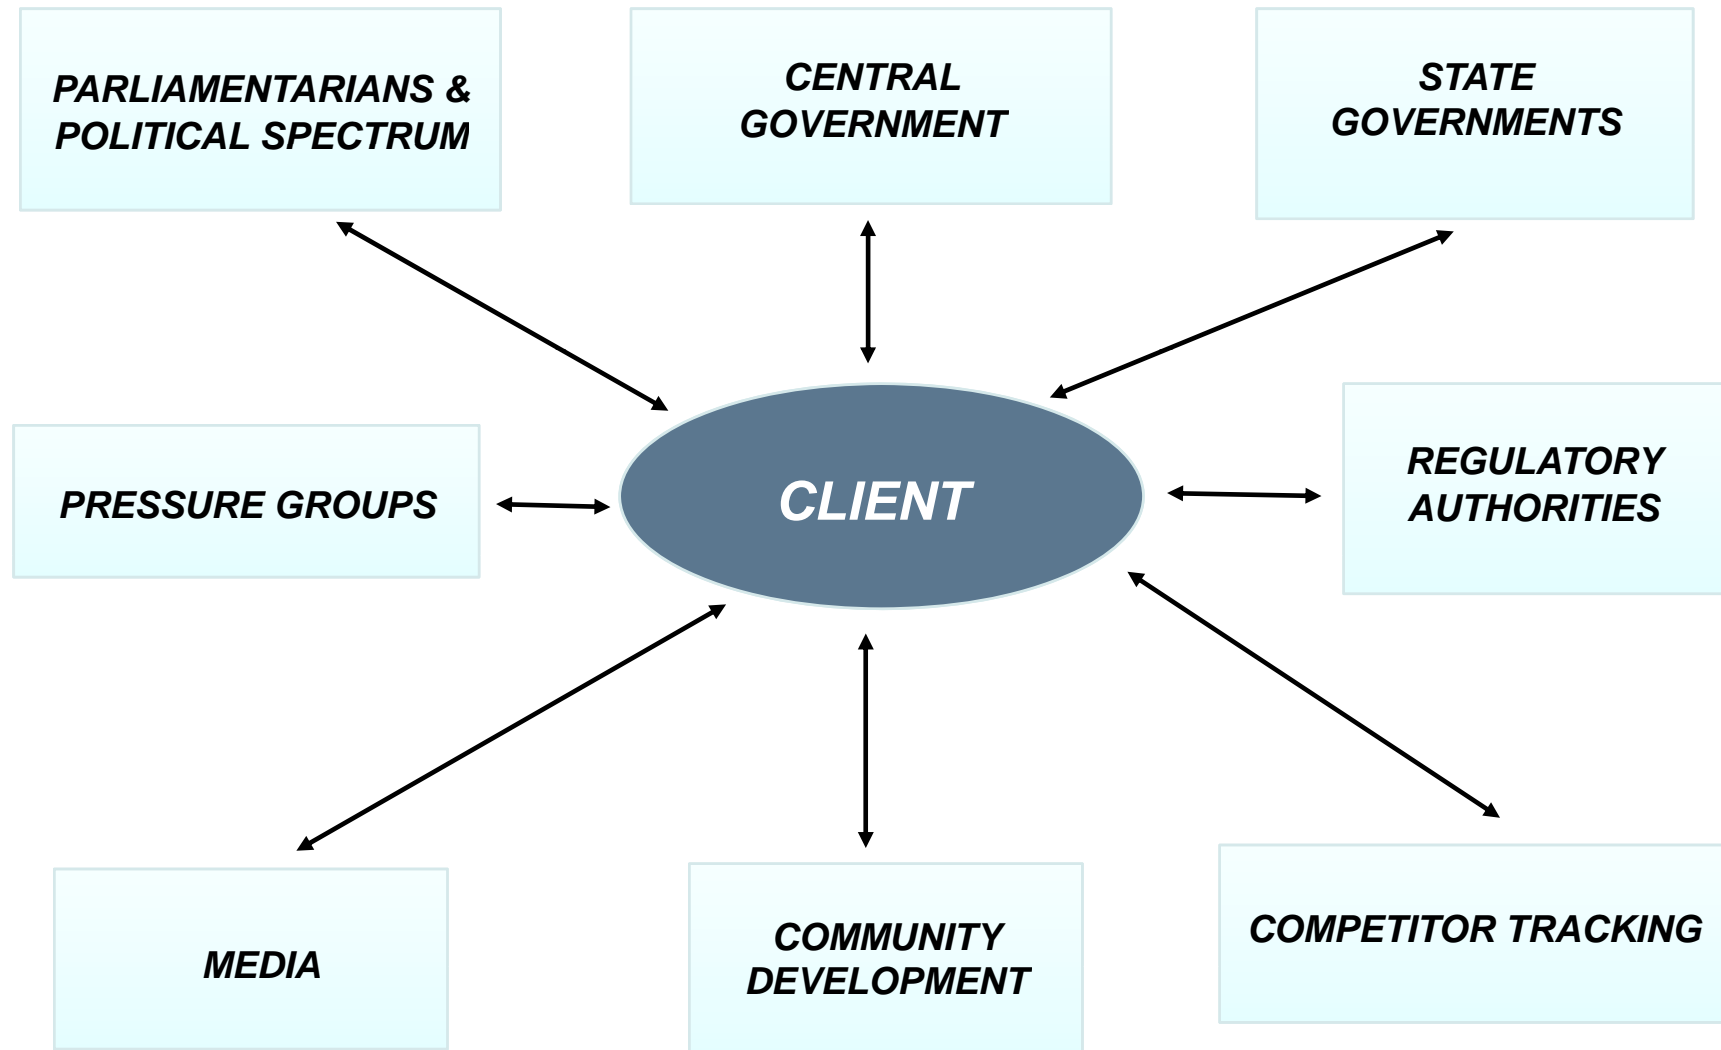 PARLIAMENTARIANS &
POLITICAL SPECTRUM
CENTRAL
GOVERNMENT
STATE
GOVERNMENTS
PRESSURE GROUPS
CLIENT
REGULATORY
AUTHORITIES
MEDIA
COMMUNITY
DEVELOPMENT
COMPETITOR TRACKING